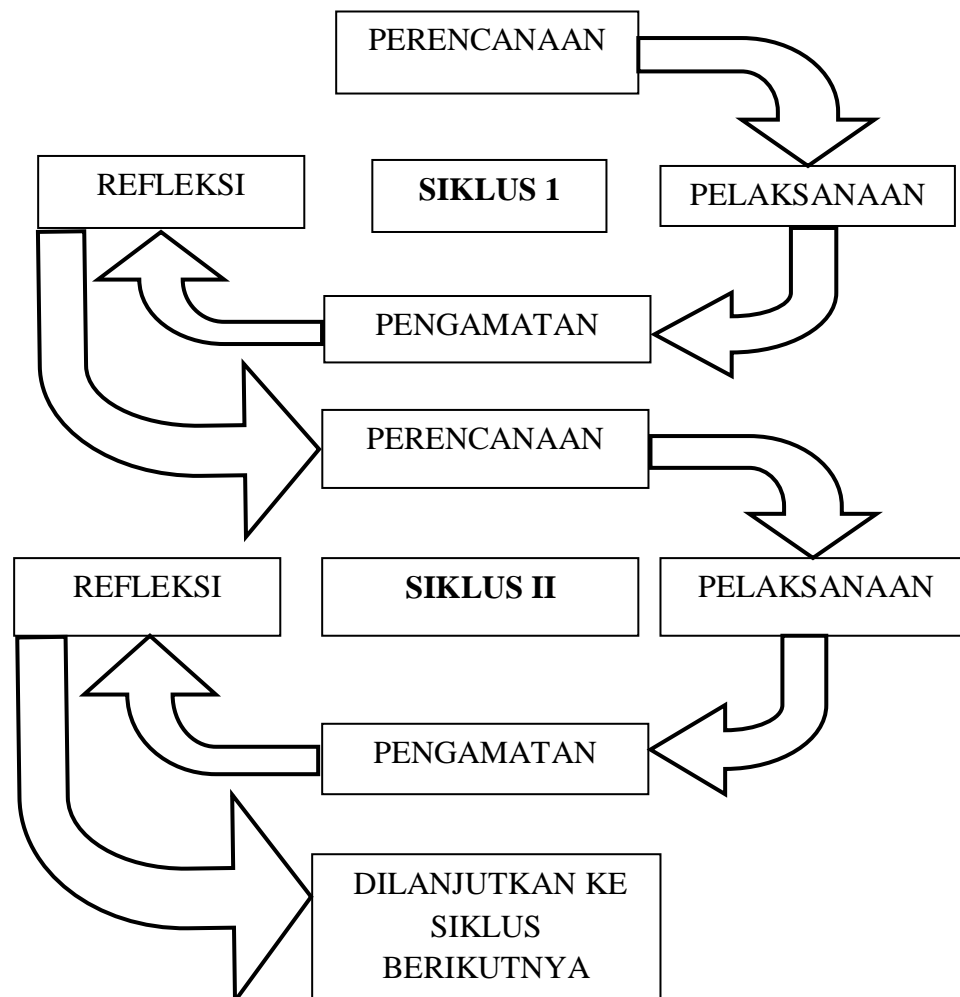 PERENCANAAN
REFLEKSI
SIKLUS 1
PELAKSANAAN
PENGAMATAN
PERENCANAAN
REFLEKSI
SIKLUS II
PELAKSANAAN
PENGAMATAN
DILANJUTKAN KE
SIKLUS
BERIKUTNYA